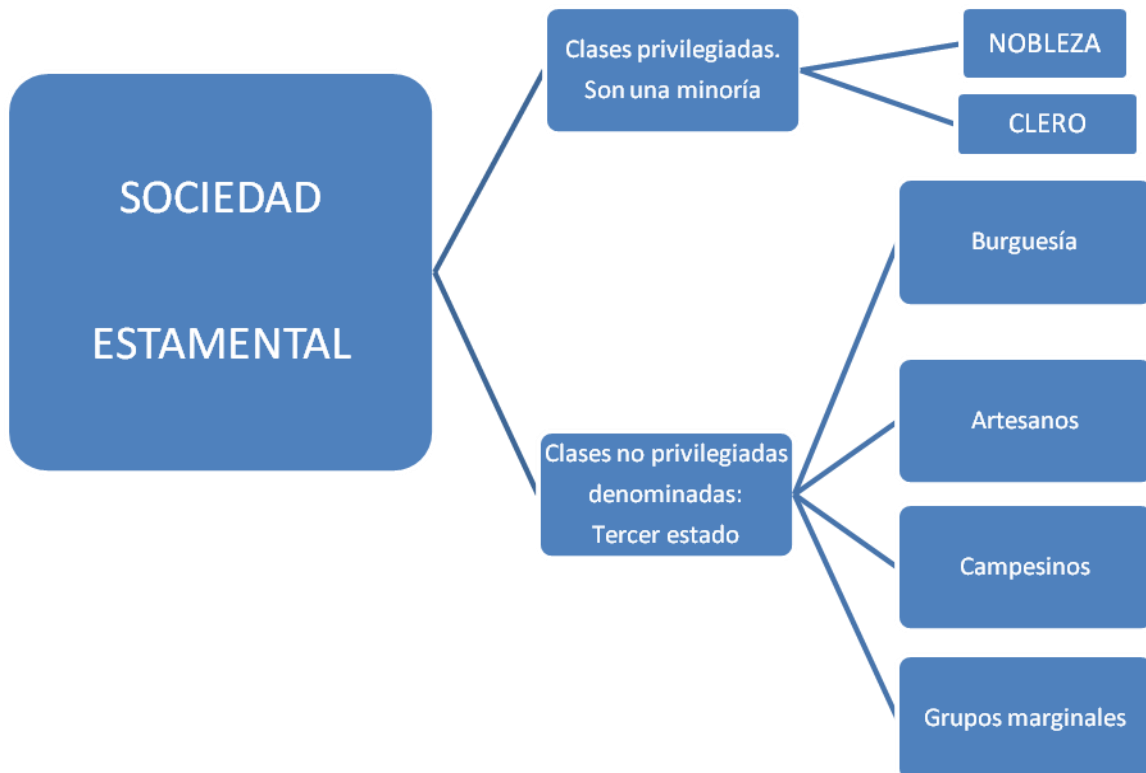 SOCIEDAD
ESTAMENTAL
Clases privilegiadas.
Son una minoría
NOBLEZA
CLERO
Clases no privilegiadas
denominadas:
Tercer estado
Burguesía
Artesanos
Campesinos
Grupos marginales